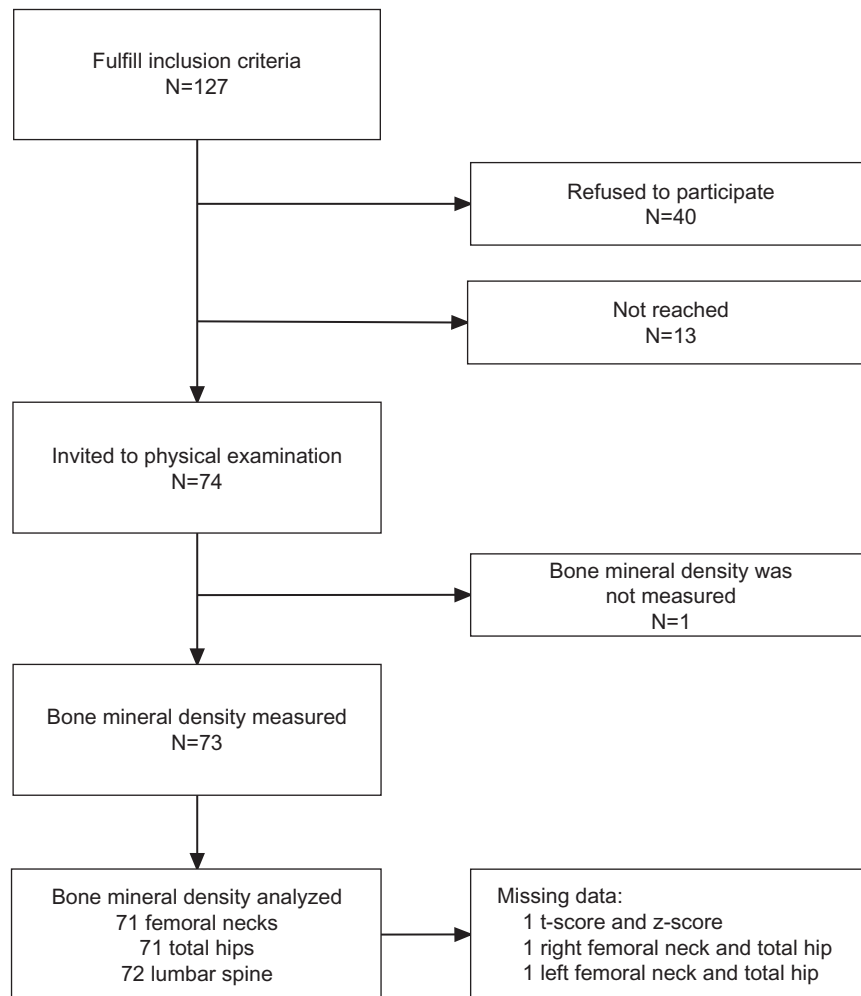 Fulfill inclusion criteria
N=127
Refused to participate
N=40
Not reached
N=13
Invited to physical examination
N=74
Bone mineral density was
not measured
N=1
Bone mineral density measured
N=73
Bone mineral density analyzed
71 femoral necks
71 total hips
72 lumbar spine
Missing data:
1 t-score and z-score
1 right femoral neck and total hip
1 left femoral neck and total hip